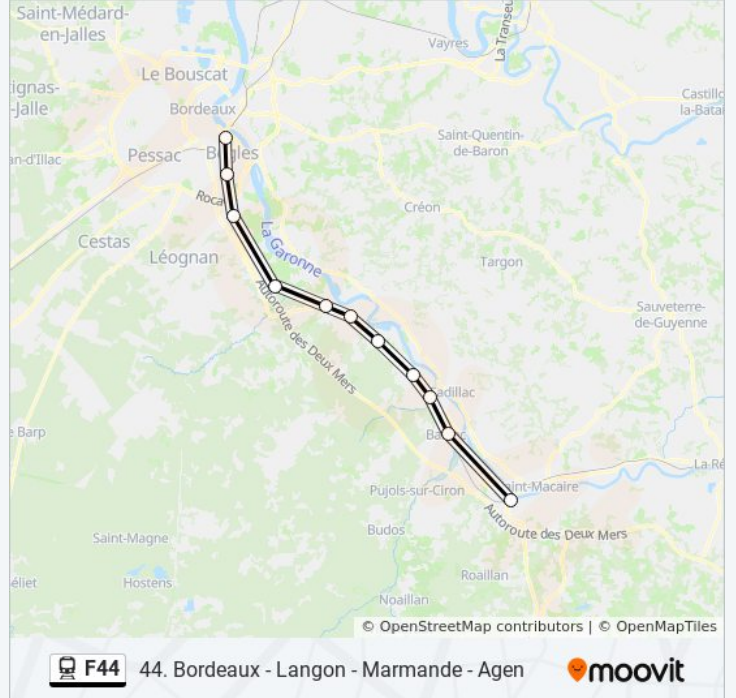 Saint-Médard-
en-Jalles
La Transeu
Vayres
Le Bouscat
ignas-
-Jalle
Castillo
la-Bata
Bordeaux
Saint-Quentin-
de-Baron
an-d'Illac
Pessac
Bègles
Roca
Créon
La Garonne
Cestas
Léognan
Targon
Autoroute des Deux Mers
Sauveterre-
de-Guyenne
Cadillac
e Barp
La Ré
Pujols-sur-Ciron
aint-Macaire
Autoroute des Deux Mers
Budos
Saint-Magne
éliet
Hostens
Roaillan
Noaillan
© OpenStreetMap contributors | © OpenMapTiles
F44
44. Bordeaux - Langon - Marmande - Agen
moovit